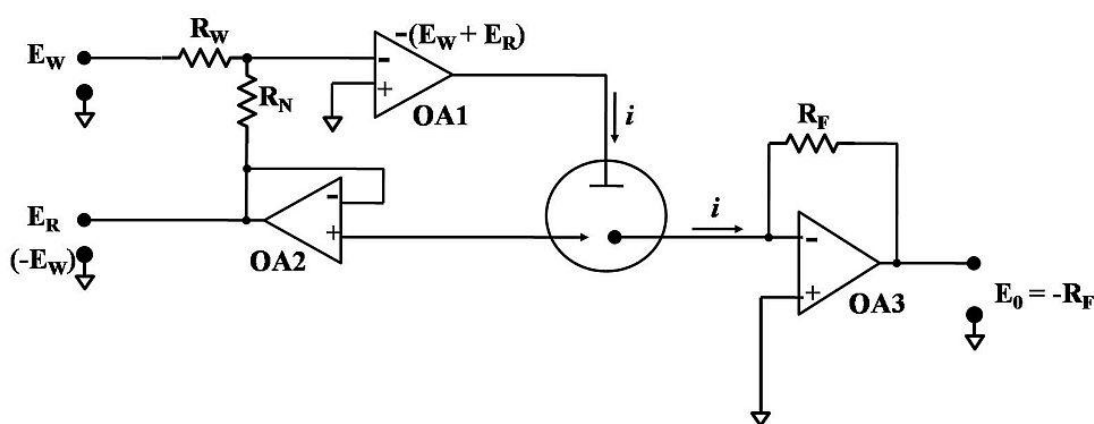 E_W
R_W
-(E_W + E_R)
-
+
OA1
R_N
i
R_F
E_R
(-E_W)
-
+
OA2
i
-
+
OA3
E_0 = -R_F